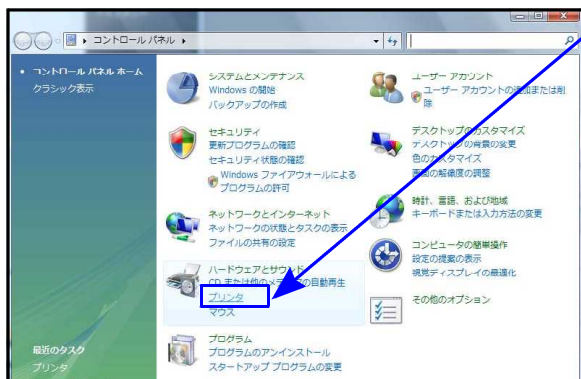 コントロール パネル
コントロール パネル ホーム
クラシック表示
システムとメンテナンス
Windows の開始
バックアップの作成
セキュリティ
更新プログラムの確認
セキュリティ状態の確認
Windows ファイアウォールによる
プログラムの許可
ネットワークとインターネット
ネットワークの状態とタスクの表示
ファイルの共有の設定
ハードウェアとサウンド
CD または他のメディアの自動再生
プリンタ
マウス
プログラム
プログラムのアンインストール
スタートアップ プログラムの変更
ユーザー アカウント
ユーザー アカウントの追加または削
除
デスクトップのカスタマイズ
デスクトップの背景の変更
色のカスタマイズ
画面の解像度の調整
時計、言語、および地域
キーボードまたは入力方法の変更
コンピュータの簡単操作
設定の提案の表示
視覚ディスプレイの最適化
その他のオプション
最近のタスク
プリンタ